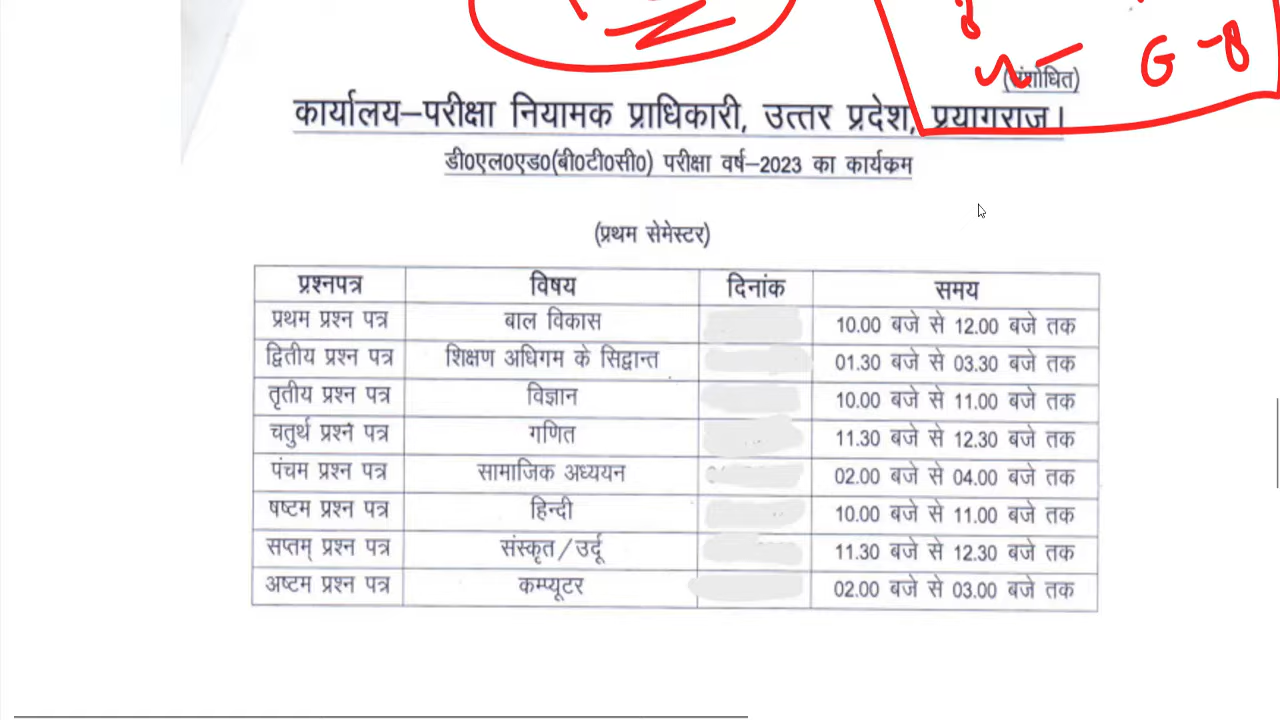 G-8
(संशोधित)
कार्यालय–परीक्षा नियामक प्राधिकारी, उत्तर प्रदेश, प्रयागराज।
डी0एल0एड0(बी0टी0सी0) परीक्षा वर्ष–2023 का कार्यकम
(प्रथम सेमेस्टर)
प्रश्नपत्र विषय दिनांक समय
प्रथम प्रश्न पत्र बाल विकास 10.00 बजे से 12.00 बजे तक
द्वितीय प्रश्न पत्र शिक्षण अधिगम के सिद्वान्त 01.30 बजे से 03.30 बजे तक
तृतीय प्रश्न पत्र विज्ञान 10.00 बजे से 11.00 बजे तक
चतुर्थ प्रश्न पत्र गणित 11.30 बजे से 12.30 बजे तक
पंचम प्रश्न पत्र सामाजिक अध्ययन 02.00 बजे से 04.00 बजे तक
षष्टम प्रश्न पत्र हिन्दी 10.00 बजे से 11.00 बजे तक
सप्तम् प्रश्न पत्र संस्कृत/उर्दू 11.30 बजे से 12.30 बजे तक
अष्टम प्रश्न पत्र कम्प्यूटर 02.00 बजे से 03.00 बजे तक